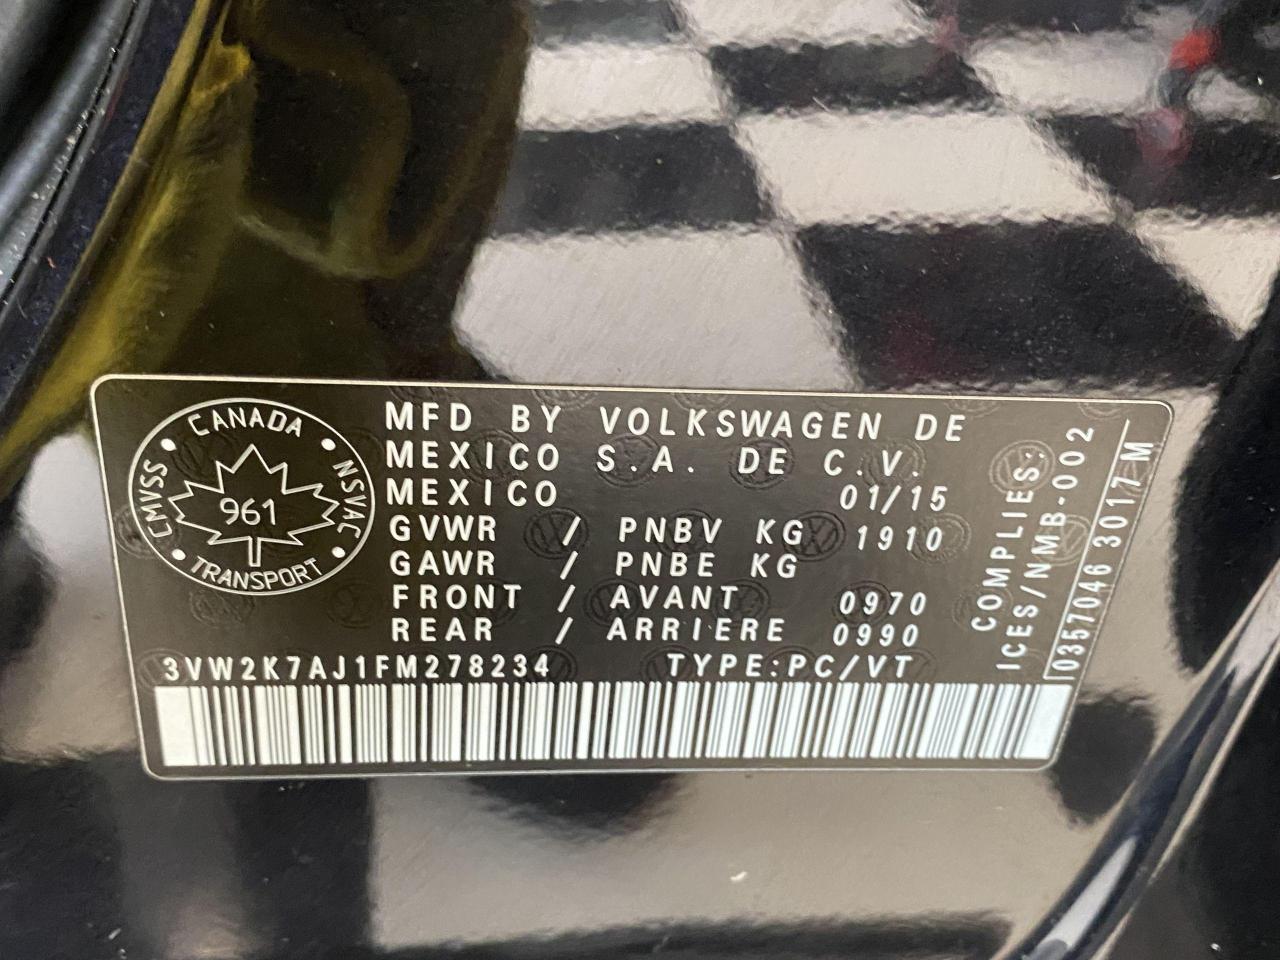 CANADA
CMVSS
NSVAC
961
TRANSPORT
MFD BY VOLKSWAGEN DE
MEXICO S.A. DE C.V.
MEXICO 01/15
GVWR / PNBV KG 1910
GAWR / PNBE KG
FRONT / AVANT 0970
REAR / ARRIERE 0990
3VW2K7AJ1FM278234 TYPE:PC/VT
COMPLIES:
ICES/NMB-002
0357046 3017 M